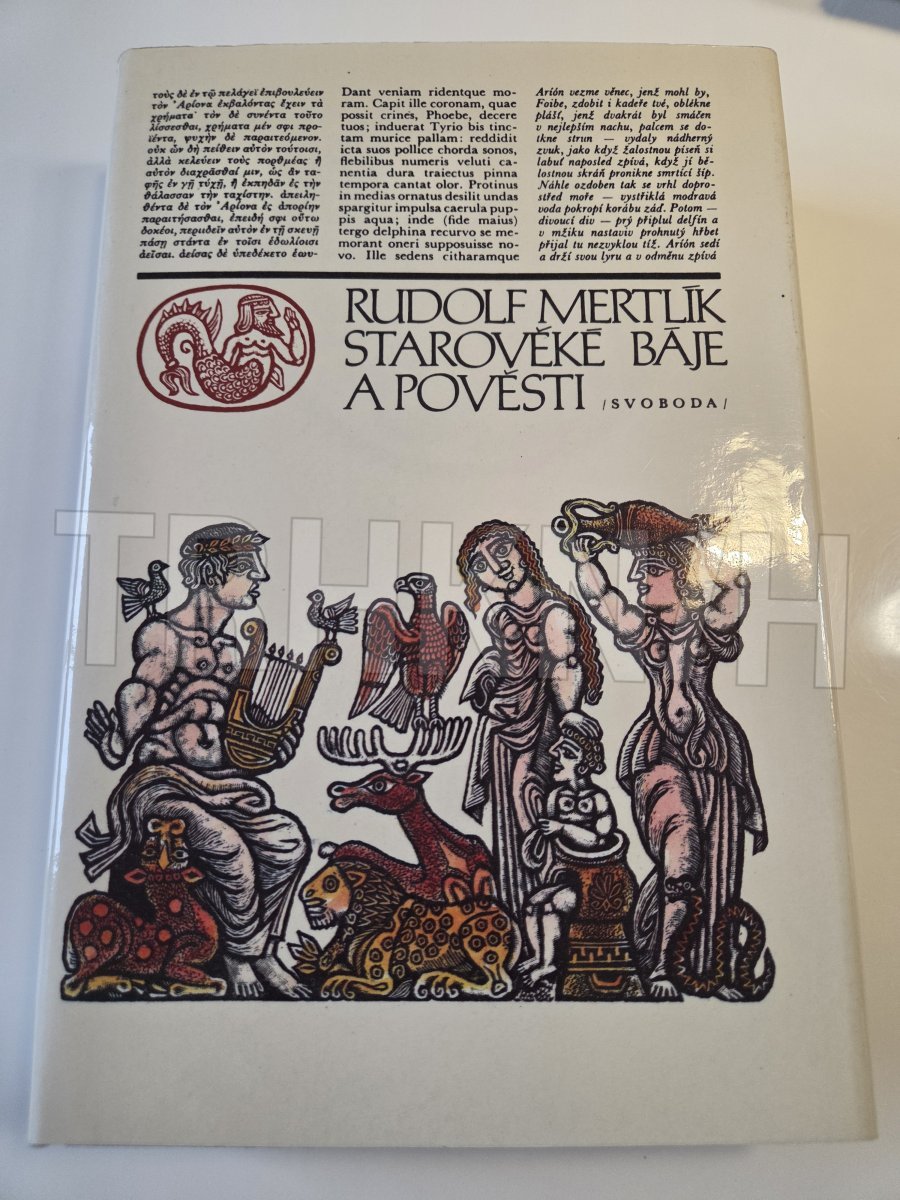 τοὺς δὲ ἐν τῷ πελάγεϊ ἐπιβουλεύειν
τὸν Ἀρίονα ἐκβαλόντας ἔχειν τὰ
χρήματα· τὸν δὲ συνέντα τοῦτο
λίσσεσθαι, χρήματα μέν σφι προ-
ϊέντα, ψυχὴν δὲ παραιτεόμενον.
οὐκ ὦν δὴ πείθειν αὐτὸν τούτοισι,
ἀλλὰ κελεύειν τοὺς πορθμέας ἢ
αὐτὸν διαχρᾶσθαί μιν, ὡς ἂν τα-
φῆς ἐν γῇ τύχῃ, ἢ ἐκπηδᾶν ἐς τὴν
θάλασσαν τὴν ταχίστην. ἀπειλη-
θέντα δὲ τὸν Ἀρίονα ἐς ἀπορίην
παραιτήσασθαι, ἐπειδή σφι οὕτω
δοκέοι, περιιδεῖν αὐτὸν ἐν τῇ σκευῇ
πάσῃ στάντα ἐν τοῖσι ἑδωλίοισι
ἀεῖσαι. ἀείσας δὲ ὑπεδέκετο ἑωυ-
Dant veniam ridentque mo-
ram. Capit ille coronam, quae
possit crinés, Phoebe, decere
tuos; induerat Tyrio bis tinc-
tam murice pallam: reddidit
icta suos pollice chorda sonos,
flebilibus numeris veluti ca-
nentia dura traiectus pinna
tempora cantat olor. Protinus
in medias ornatus desilit undas
spargitur impulsa caerula pup-
pis aqua; inde (fide maius)
tergo delphina recurvo se me-
morant oneri supposuisse no-
vo. Ille sedens citharamque
Aríón vezme věnec, jenž mohl by,
Foibe, zdobit i kadeře tvé, oblékne
plášť, jenž dvakrát byl smáčen
v nejlepším nachu, palcem se do-
tkne strun — vydaly nádherný
zvuk, jako když žalostnou píseň si
labuť naposled zpívá, když jí bě-
lostnou skráň pronikne smrtící šíp.
Náhle ozdoben tak se vrhl dopro-
střed moře — vystříklá modravá
voda pokropí korábu záď. Potom —
divoucí div — prý připlul delfín a
v mžiku nastaviv prohnutý hřbet
přijal tu nezvyklou tíž. Aríón sedí
a drží svou lyru a v odměnu zpívá
RUDOLF MERTLÍK
STAROVĚKÉ BÁJE
A POVĚSTI /SVOBODA/